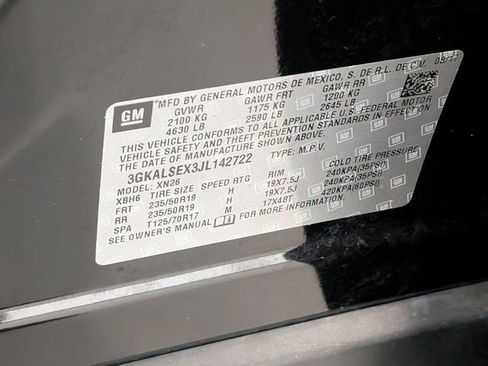 GM
MFD BY GENERAL MOTORS DE MEXICO, S. DE R.L. DE C.V. 08/17
GVWR GAWR FRT GAWR RR
2100 KG 1175 KG 1200 KG
4630 LB 2590 LB 2645 LB
THIS VEHICLE CONFORMS TO ALL APPLICABLE U.S. FEDERAL MOTOR
VEHICLE SAFETY AND THEFT PREVENTION STANDARDS IN EFFECT ON
THE DATE OF MANUFACTURE SHOWN ABOVE.
3GKALSEX3JL142722 TYPE: M.P.V.
MODEL: XN26
XBH6 TIRE SIZE SPEED RTG RIM COLD TIRE PRESSURE
FRT 235/50R19 H 19X7.5J 240KPA(35PSI)
RR 235/50R19 H 19X7.5J 240KPA(35PSI)
SPA T125/70R17 M 17X4BT 420KPA(60PSI)
SEE OWNER'S MANUAL